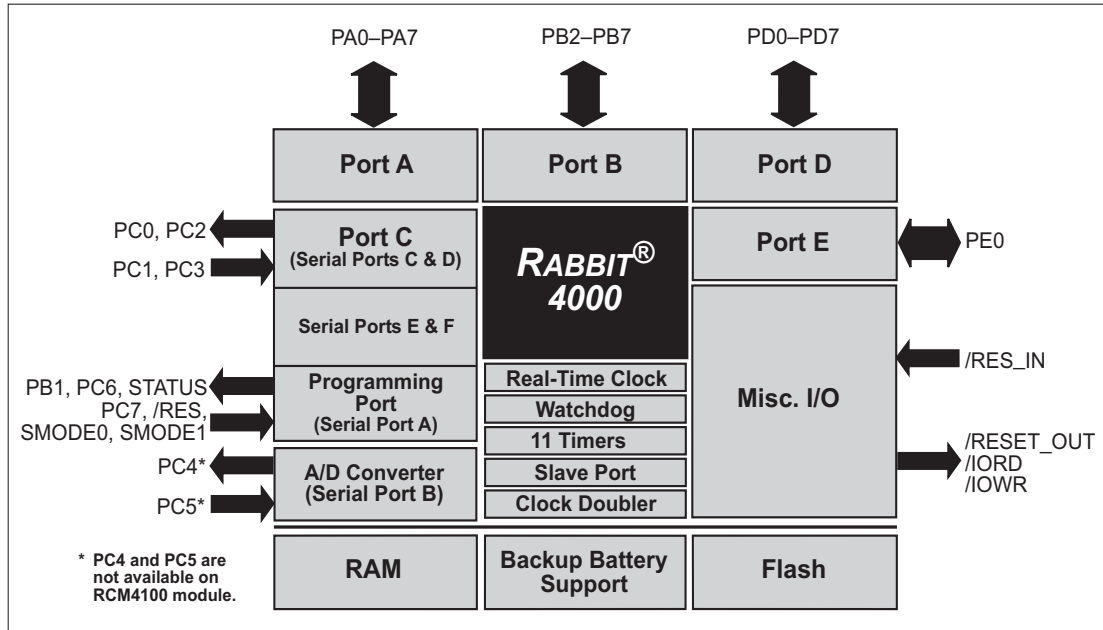 PA0–PA7
PB2–PB7
PD0–PD7
Port A
Port B
Port D
PC0, PC2
PC1, PC3
Port C
(Serial Ports C & D)
RABBIT®
4000
Port E
PE0
Serial Ports E & F
PB1, PC6, STATUS
PC7, /RES,
SMODE0, SMODE1
Programming
Port
(Serial Port A)
Real-Time Clock
Watchdog
11 Timers
Slave Port
Clock Doubler
Misc. I/O
/RES_IN
/RESET_OUT
/IORD
/IOWR
PC4*
PC5*
A/D Converter
(Serial Port B)
* PC4 and PC5 are
not available on
RCM4100 module.
RAM
Backup Battery
Support
Flash